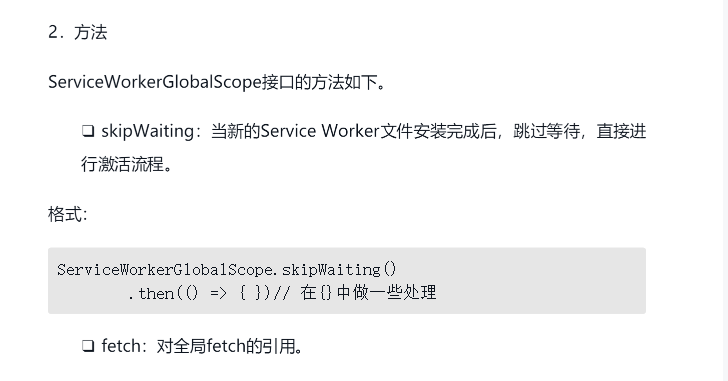 2．方法
ServiceWorkerGlobalScope接口的方法如下。
❏ skipWaiting：当新的Service Worker文件安装完成后，跳过等待，直接进
行激活流程。
格式：
ServiceWorkerGlobalScope.skipWaiting()
.then(() => { })// 在{}中做一些处理
❏ fetch：对全局fetch的引用。